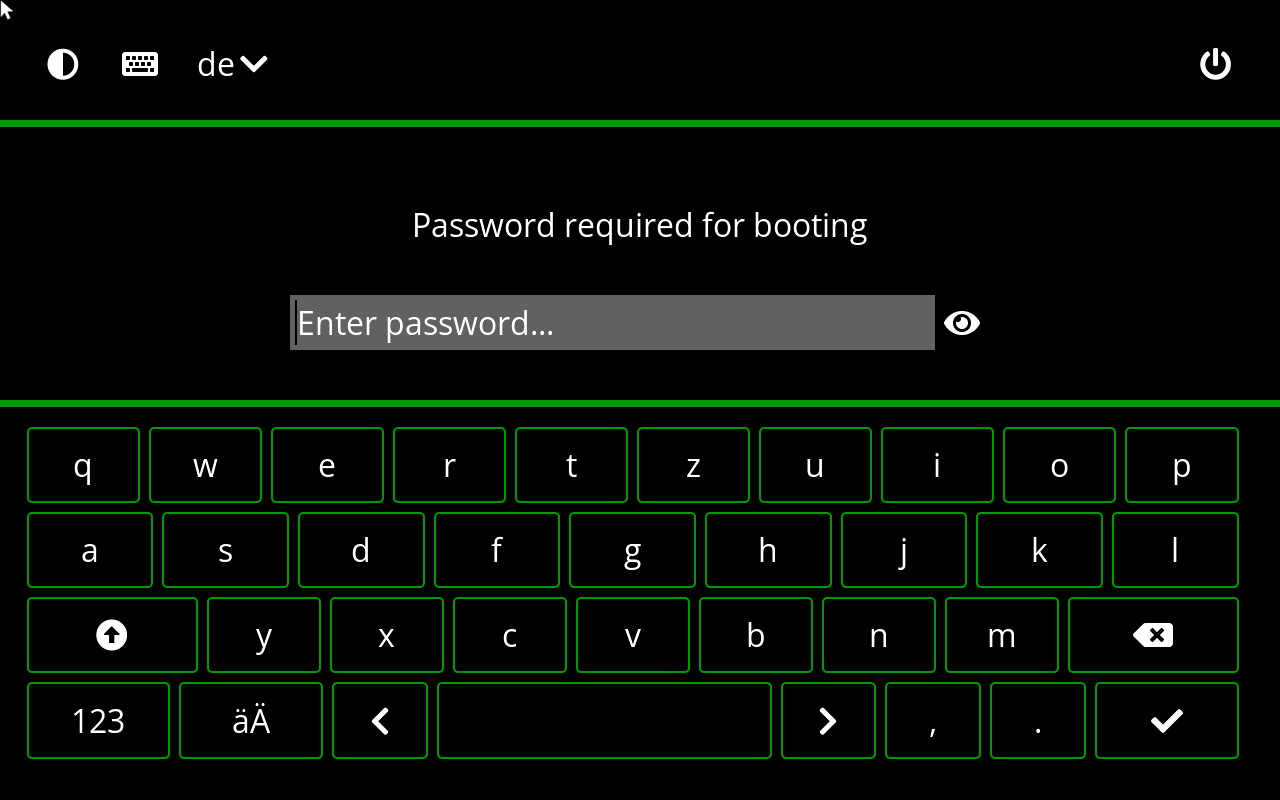 de
Password required for booting
Enter password...
q w e r t z u i o p
a s d f g h j k l
y x c v b n m
123 äÄ , .